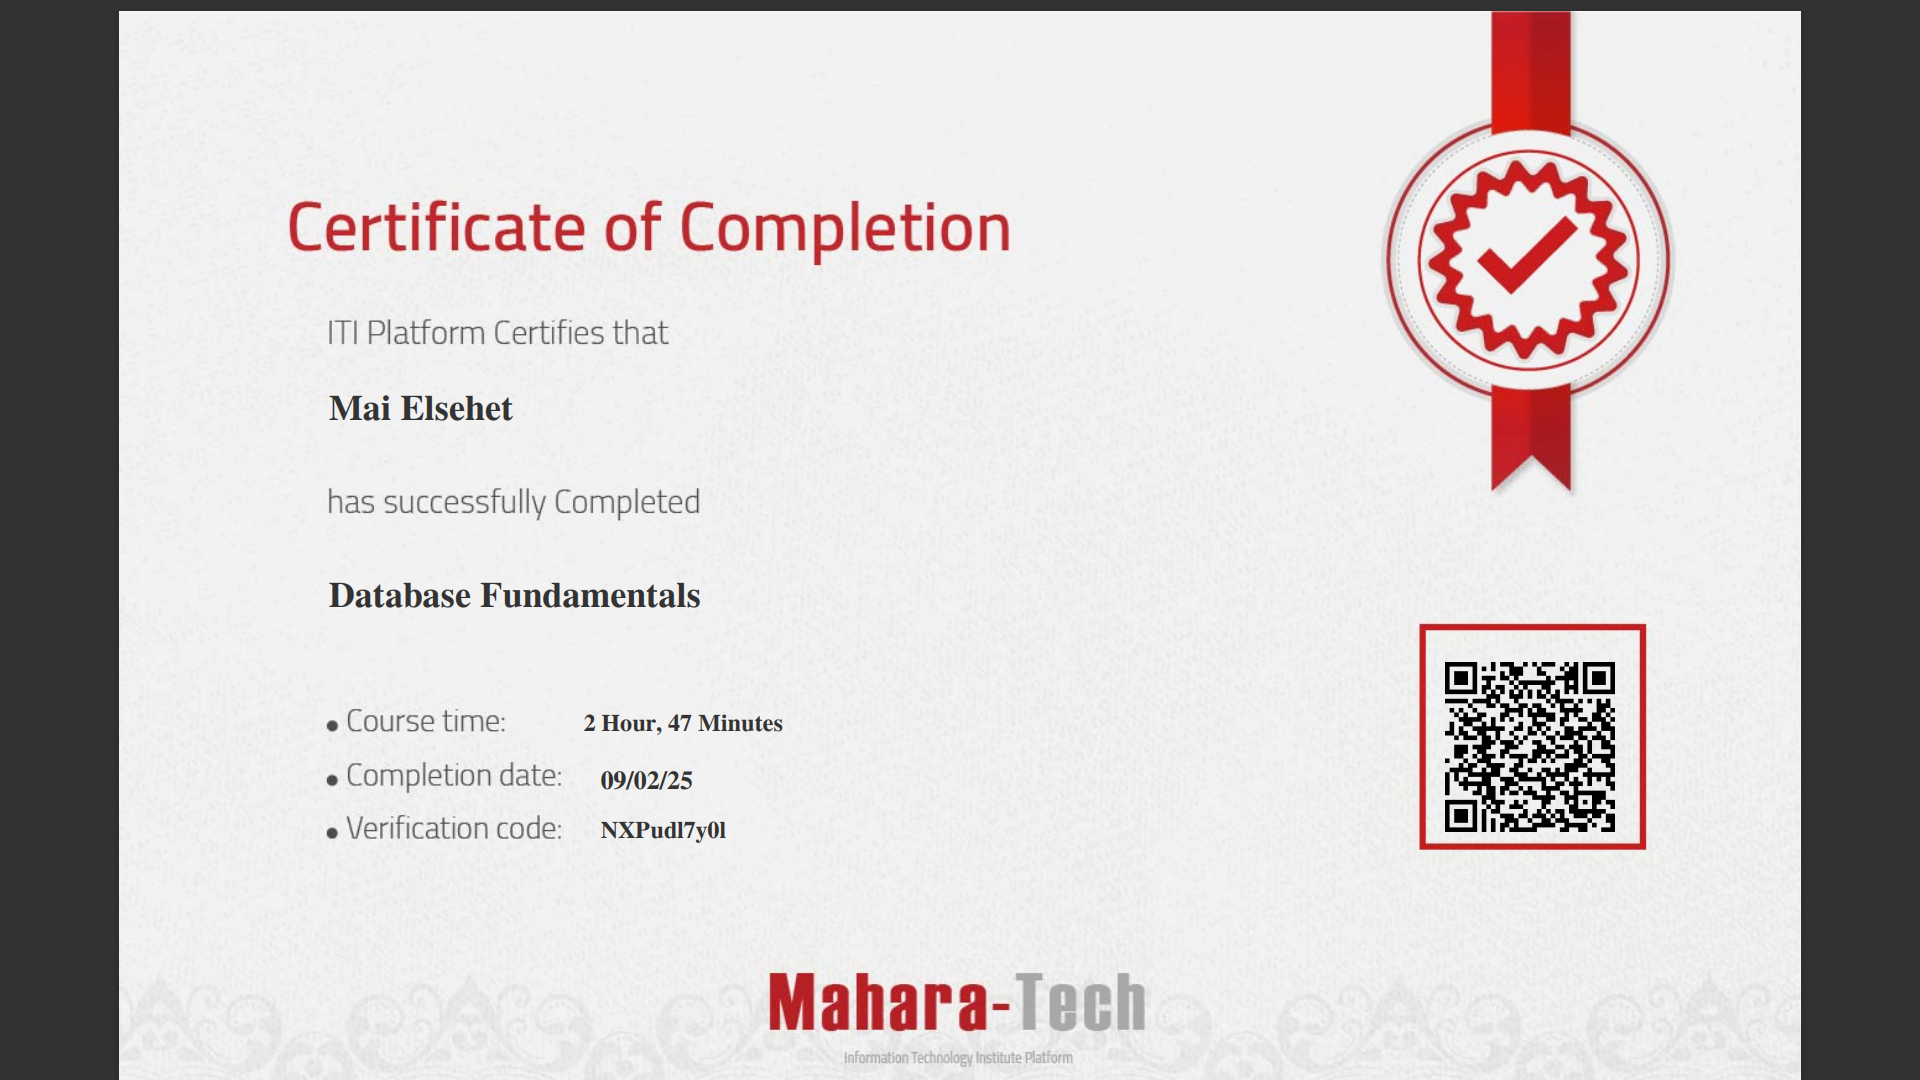 Certificate of Completion
ITI Platform Certifies that
Mai Elsehet
has successfully Completed
Database Fundamentals
• Course time: 2 Hour, 47 Minutes
• Completion date: 09/02/25
• Verification code: NXPudl7y0l
Mahara-Tech
Information Technology Institute Platform